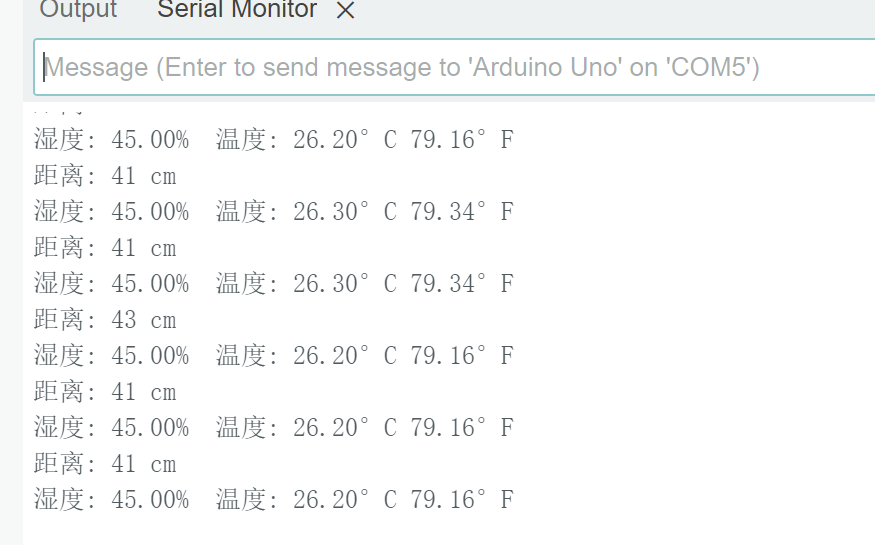 Output Serial Monitor ×
Message (Enter to send message to 'Arduino Uno' on 'COM5')
湿度: 45.00%  温度: 26.20° C 79.16° F
距离: 41 cm
湿度: 45.00%  温度: 26.30° C 79.34° F
距离: 41 cm
湿度: 45.00%  温度: 26.30° C 79.34° F
距离: 43 cm
湿度: 45.00%  温度: 26.20° C 79.16° F
距离: 41 cm
湿度: 45.00%  温度: 26.20° C 79.16° F
距离: 41 cm
湿度: 45.00%  温度: 26.20° C 79.16° F